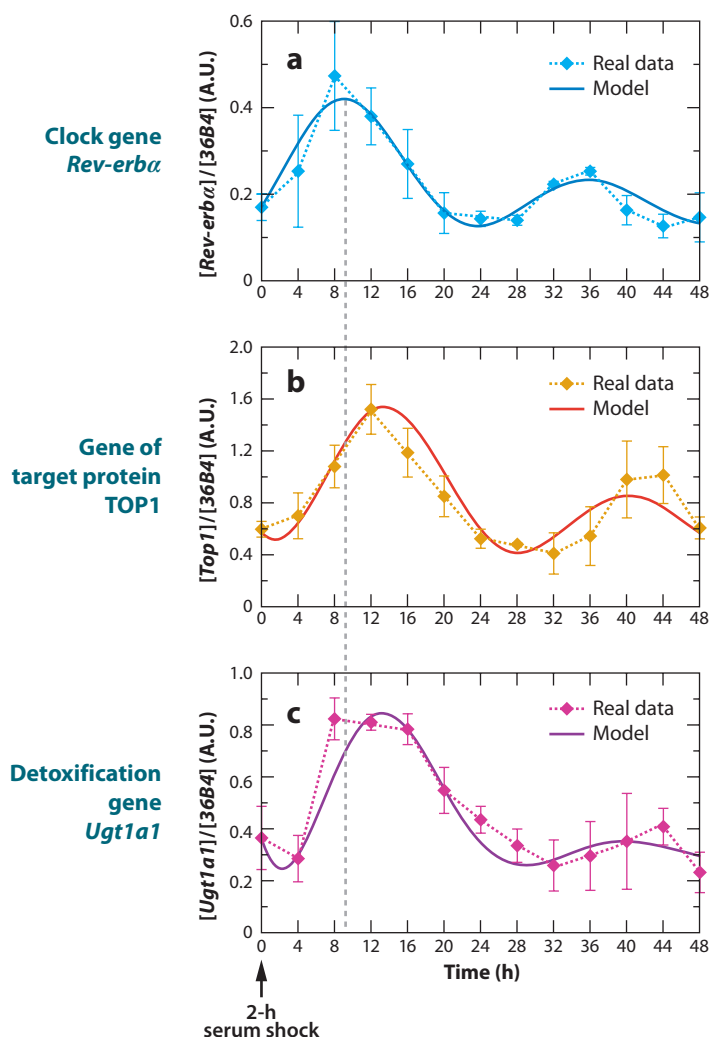 a
Real data
Model
Clock gene
Rev-erbα
[Rev-erbα]/[36B4] (A.U.)
0.6
0.4
0.2
0
0 4 8 12 16 20 24 28 32 36 40 44 48
b
Real data
Model
Gene of
target protein
TOP1
[Top1]/[36B4] (A.U.)
2.0
1.6
1.2
0.8
0.4
0
0 4 8 12 16 20 24 28 32 36 40 44 48
c
Real data
Model
Detoxification
gene
Ugt1a1
[Ugt1a1]/[36B4] (A.U.)
1.0
0.8
0.6
0.4
0.2
0
0 4 8 12 16 20 24 28 32 36 40 44 48
Time (h)
2-h
serum shock